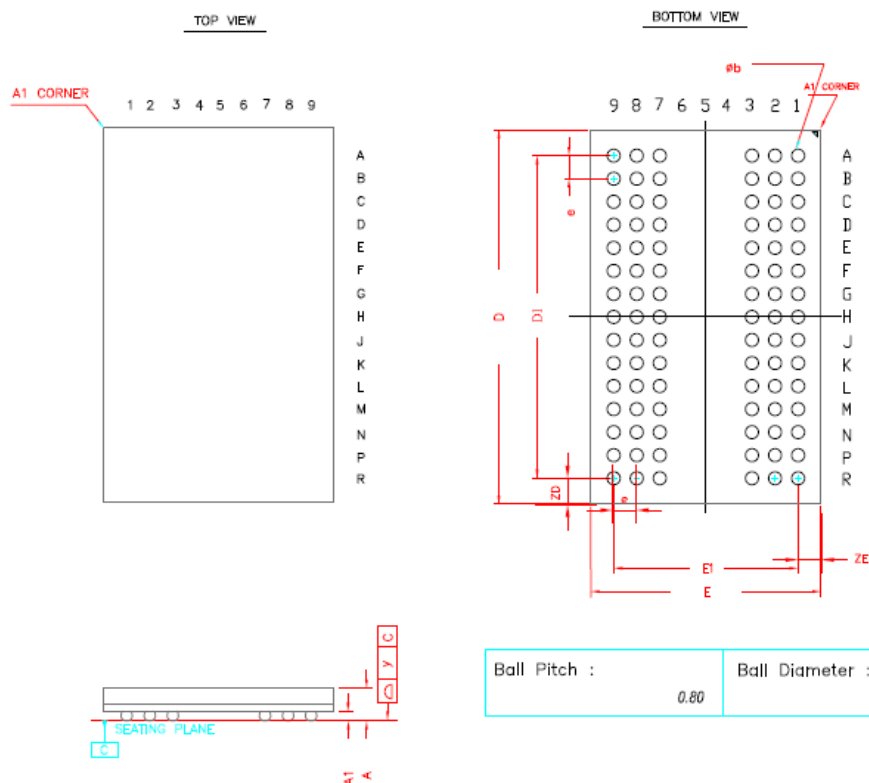 TOP VIEW
BOTTOM VIEW
A1 CORNER
1 2 3 4 5 6 7 8 9
A
B
C
D
E
F
G
H
J
K
L
M
N
P
R
øb
A1 CORNER
9 8 7 6 5 4 3 2 1
A
B
C
D
E
F
G
H
J
K
L
M
N
P
R
e
D
D1
ZD
e
ZE
E1
E
SEATING PLANE
C
y C
A1
A
Ball Pitch :
0.80
Ball Diameter :